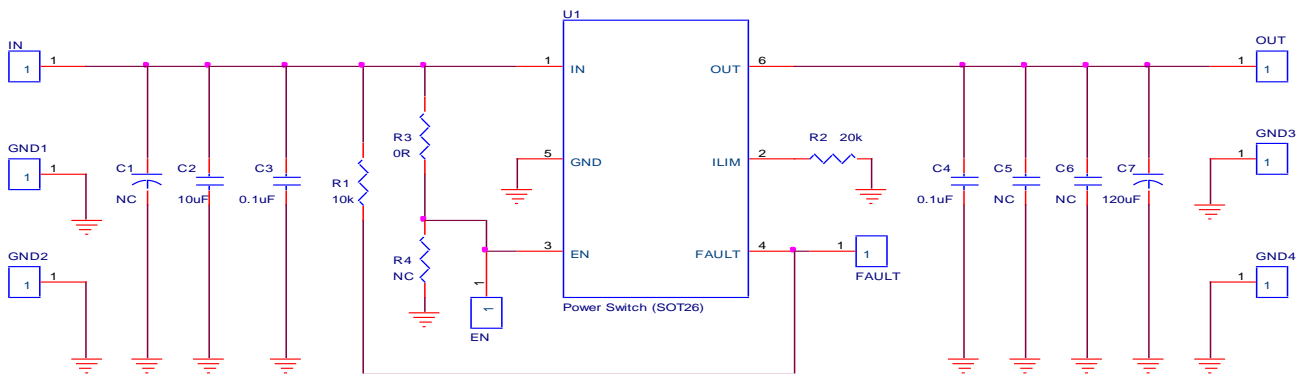 U1
IN
1
1
1
IN
OUT
6
OUT
1
1
GND1
1
1
C1
NC
C2
10uF
C3
0.1uF
R1
10k
R3
0R
5
GND
ILIM
2
R2 20k
C4
0.1uF
C5
NC
C6
NC
C7
120uF
GND3
1
1
GND2
1
1
R4
NC
3
EN
FAULT
4
1
1
FAULT
GND4
1
1
1
1
EN
Power Switch (SOT26)